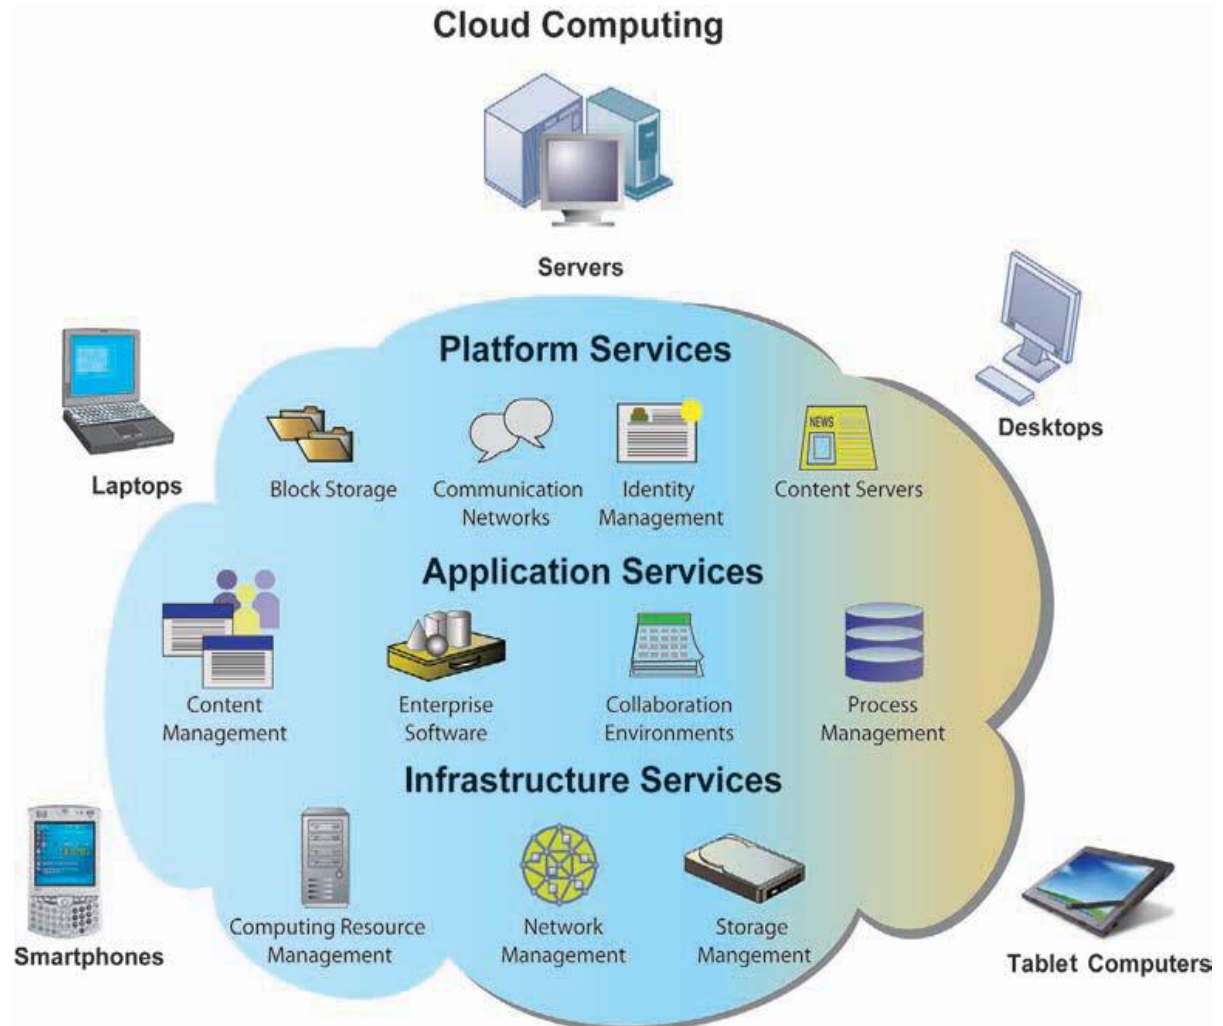 Cloud Computing
Servers
Platform Services
Laptops
Desktops
NEWS
Block Storage
Communication
Networks
Identity
Management
Content Servers
Application Services
Content
Management
Enterprise
Software
Collaboration
Environments
Process
Management
Infrastructure Services
Computing Resource
Management
Network
Management
Storage
Mangement
Smartphones
Tablet Computers